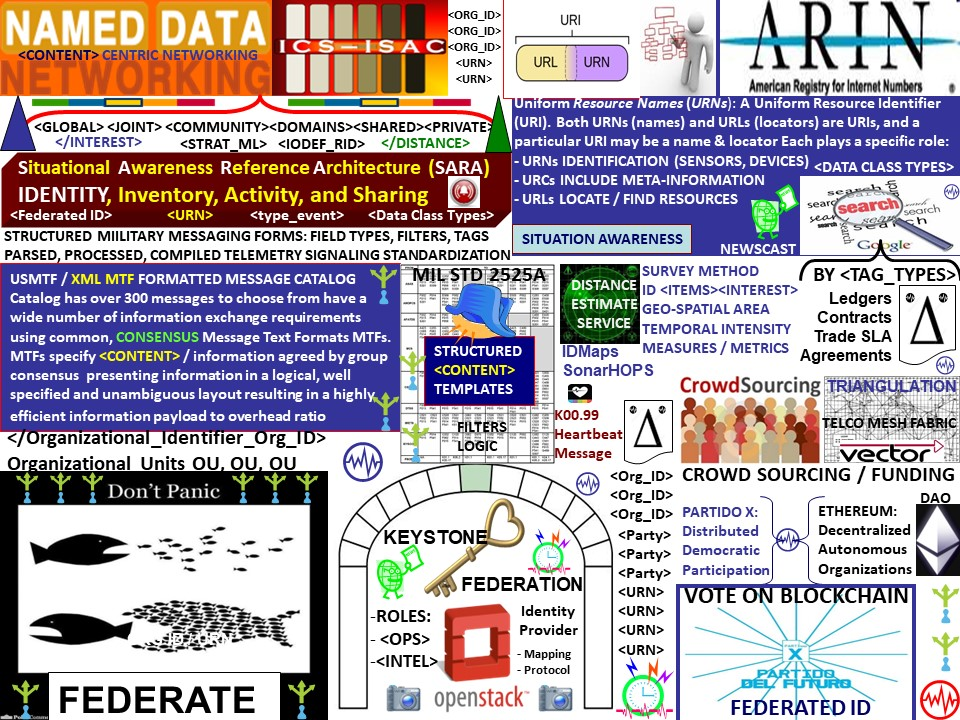 NAMED DATA
<CONTENT> CENTRIC NETWORKING
NETWORKING
ICS-ISAC
<ORG_ID>
<ORG_ID>
<ORG_ID>
<URN>
<URN>
URI
URL
URN
ARIN
American Registry for Internet Numbers
<GLOBAL> <JOINT> <COMMUNITY><DOMAINS><SHARED><PRIVATE>
</INTEREST> <STRAT_ML> <IODEF_RID> </DISTANCE>
Situational Awareness Reference Architecture (SARA)
IDENTITY, Inventory, Activity, and Sharing
<Federated ID> <URN> <type_event> <Data Class Types>
STRUCTURED MIILITARY MESSAGING FORMS: FIELD TYPES, FILTERS, TAGS
PARSED, PROCESSED, COMPILED TELEMETRY SIGNALING STANDARDIZATION
Uniform Resource Names (URNs): A Uniform Resource Identifier
(URI). Both URNs (names) and URLs (locators) are URIs, and a
particular URI may be a name & locator Each plays a specific role:
- URNs IDENTIFICATION (SENSORS, DEVICES)
- URCs INCLUDE META-INFORMATION
- URLs LOCATE / FIND RESOURCES
<DATA CLASS TYPES>
SITUATION AWARENESS
NEWSCAST
search
search
search
search
search
Google
USMTF / XML MTF FORMATTED MESSAGE CATALOG
Catalog has over 300 messages to choose from have a
wide number of information exchange requirements
using common, CONSENSUS Message Text Formats MTFs.
MTFs specify <CONTENT> / information agreed by group
consensus presenting information in a logical, well
specified and unambiguous layout resulting in a highly
efficient information payload to overhead ratio
</Organizational_Identifier_Org_ID>
Organizational Units OU, OU, OU
MIL STD 2525A
STRUCTURED
<CONTENT>
TEMPLATES
FILTERS
LOGIC
DISTANCE
ESTIMATE
SERVICE
IDMaps
SonarHOPS
SURVEY METHOD
ID <ITEMS><INTEREST>
GEO-SPATIAL AREA
TEMPORAL INTENSITY
MEASURES / METRICS
K00.99
Heartbeat
Message
Δ
BY <TAG_TYPES>
Ledgers
Contracts
Trade SLA
Agreements
Δ
CrowdSourcing
TRIANGULATION
TELCO MESH FABRIC
vector
CROWD SOURCING / FUNDING
Don't Panic
ORG ID / URN
FEDERATE
KEYSTONE
FEDERATION
-ROLES:
- <OPS>
-<INTEL>
Identity
Provider
- Mapping
- Protocol
openstack
<Org_ID>
<Org_ID>
<Org_ID>
<Party>
<Party>
<Party>
<URN>
<URN>
<URN>
<URN>
PARTIDO X:
Distributed
Democratic
Participation
ETHEREUM:
Decentralized
Autonomous
Organizations
DAO
VOTE ON BLOCKCHAIN
X
PARTIDO
DEL FUTURO
FEDERATED ID